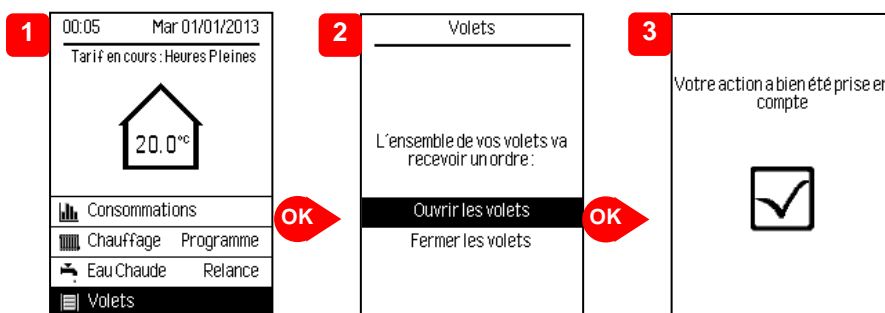 1
00:05 Mar 01/01/2013
Tarif en cours : Heures Pleines
20.0°C
Consommations
Chauffage Programme
Eau Chaude Relance
Volets
OK
2
Volets
L'ensemble de vos volets va
recevoir un ordre :
Ouvrir les volets
Fermer les volets
OK
3
Votre action a bien été prise en
compte